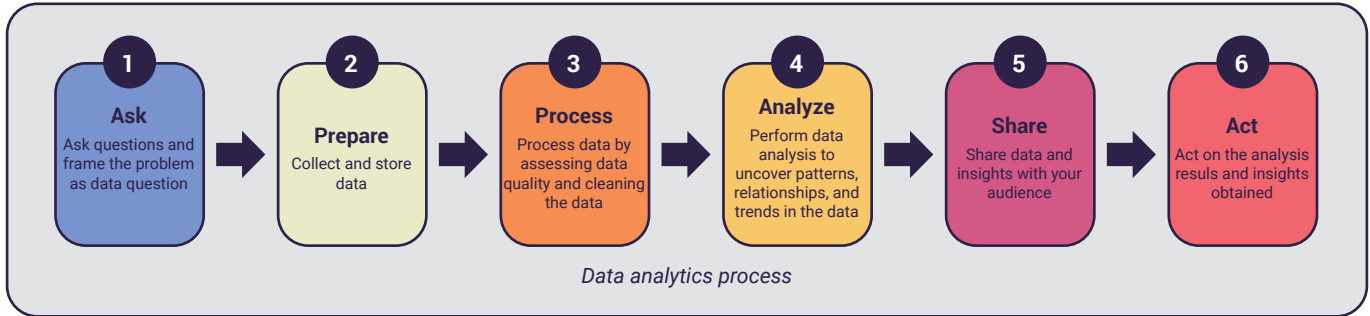 1
Ask
Ask questions and
frame the problem
as data question
2
Prepare
Collect and store
data
3
Process
Process data by
assessing data
quality and cleaning
the data
4
Analyze
Perform data
analysis to
uncover patterns,
relationships, and
trends in the data
5
Share
Share data and
insights with your
audience
6
Act
Act on the analysis
resuls and insights
obtained
Data analytics process